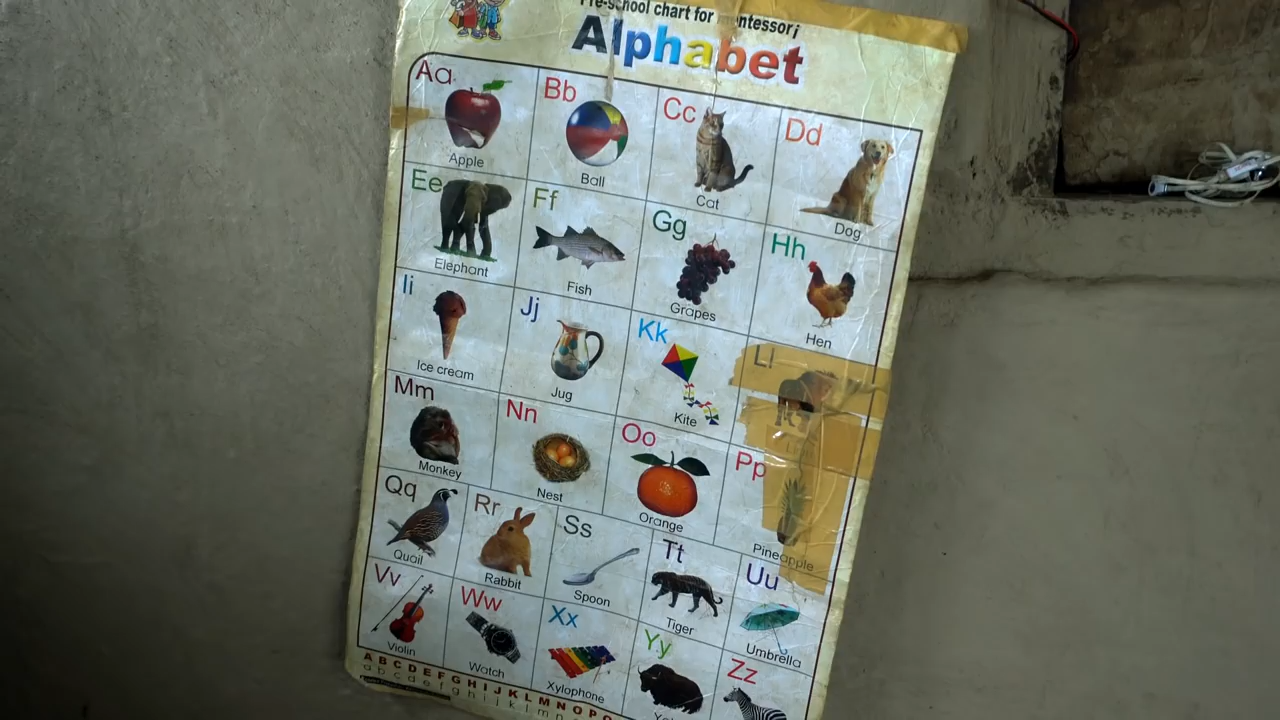 Pre-school chart for
Alphabet
Aa
Bb
Cc
Dd
Apple
Ball
Cat
Dog
Ee
Ff
Gg
Hh
Elephant
Fish
Grapes
Hen
Ii
Jj
Kk
Ll
Ice cream
Jug
Kite
Mm
Nn
Oo
Pp
Monkey
Nest
Orange
Pineapple
Qq
Rr
Ss
Tt
Uu
Quail
Rabbit
Spoon
Tiger
Umbrella
Vv
Ww
Xx
Yy
Zz
Violin
Watch
Xylophone
A B C D E F G H I J K L M N O P Q
a b c d e f g h i j k l m n